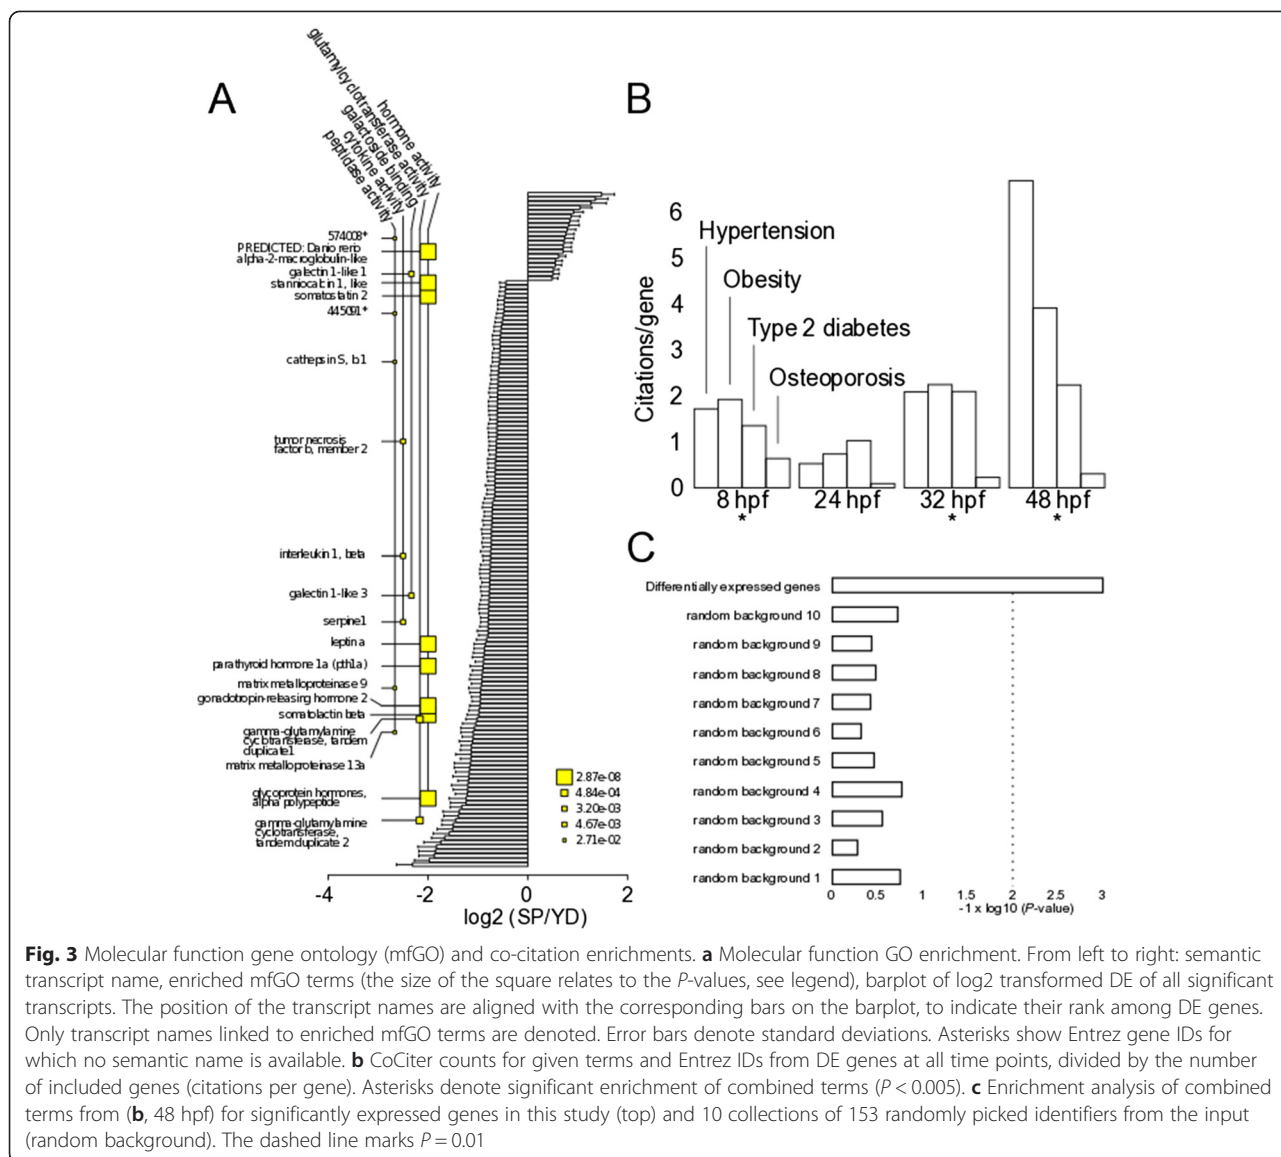 A
glutamylcyclotransferase activity
hormone activity
galactoside binding
cytokine activity
peptidase activity
574008*
PREDICTED: Danio rerio
alpha-2-macroglobulin-like
galectin 1-like 1
stanniocalcin 1, like
somatostatin 2
445091*
cathepsin S, b1
tumor necrosis
factor b, member 2
interleukin 1, beta
galectin 1-like 3
serpine1
leptin a
parathyroid hormone 1a (pth1a)
matrix metalloproteinase 9
gonadotropin-releasing hormone 2
somatolactin beta
gamma-glutamylamine
cyclotransferase, tandem
duplicate1
matrix metalloproteinase 13a
glycoprotein hormones,
alpha polypeptide
gamma-glutamylamine
cyclotransferase,
tandem duplicate 2
2.87e-08
4.84e-04
3.20e-03
4.67e-03
2.71e-02
-4 -2 0 2
log2 (SP/YD)
B
Citations/gene
6
5
4
3
2
1
0
Hypertension
Obesity
Type 2 diabetes
Osteoporosis
8 hpf 24 hpf 32 hpf 48 hpf
* * *
C
Differentially expressed genes
random background 10
random background 9
random background 8
random background 7
random background 6
random background 5
random background 4
random background 3
random background 2
random background 1
0 0.5 1 1.5 2 2.5 3
-1 x log10 (P-value)
Fig. 3 Molecular function gene ontology (mfGO) and co-citation enrichments. a Molecular function GO enrichment. From left to right: semantic
transcript name, enriched mfGO terms (the size of the square relates to the P-values, see legend), barplot of log2 transformed DE of all significant
transcripts. The position of the transcript names are aligned with the corresponding bars on the barplot, to indicate their rank among DE genes.
Only transcript names linked to enriched mfGO terms are denoted. Error bars denote standard deviations. Asterisks show Entrez gene IDs for
which no semantic name is available. b CoCiter counts for given terms and Entrez IDs from DE genes at all time points, divided by the number
of included genes (citations per gene). Asterisks denote significant enrichment of combined terms (P < 0.005). c Enrichment analysis of combined
terms from (b, 48 hpf) for significantly expressed genes in this study (top) and 10 collections of 153 randomly picked identifiers from the input
(random background). The dashed line marks P = 0.01